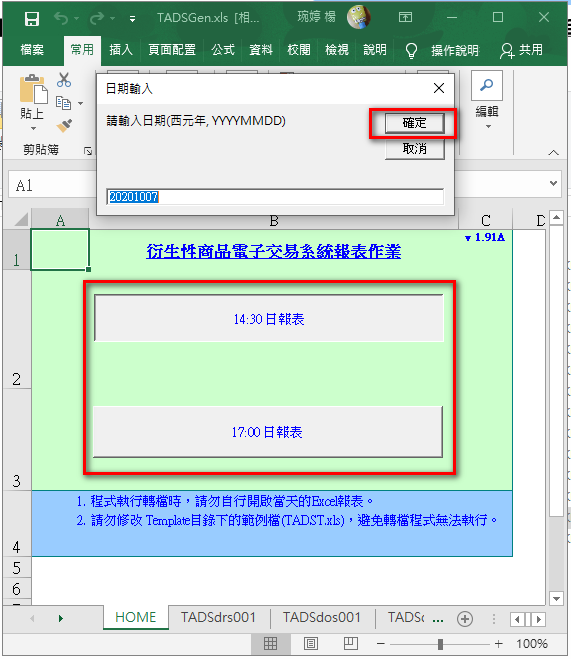 TADSGen.xls [相...
琬婷 楊
檔案 常用 插入 頁面配置 公式 資料 校閱 檢視 說明 操作說明 共用
貼上
剪貼簿
編輯
日期輸入
請輸入日期(西元年, YYYYMMDD)
確定
取消
20201007
A1
A B C D
1
衍生性商品電子交易系統報表作業
▼ 1.91A
14:30 日報表
2
17:00 日報表
3
1. 程式執行轉檔時，請勿自行開啟當天的Excel報表。
2. 請勿修改 Template目錄下的範例檔(TADST.xls)，避免轉檔程式無法執行。
4
5
6
HOME TADSdrs001 TADSdos001 TADSc ...
100%